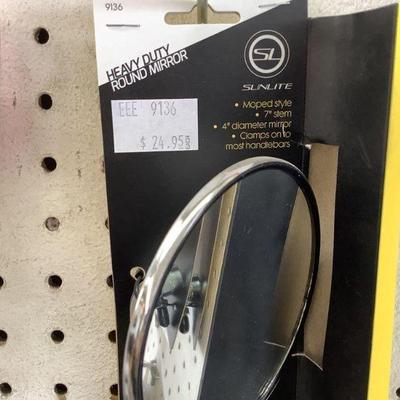 9136
HEAVY DUTY
ROUND MIRROR
SL
SUNLITE
EEE 9136
$ 24.95
• Moped style
• 7" stem
• 4" diameter mirror
• Clamps on to
most handlebars